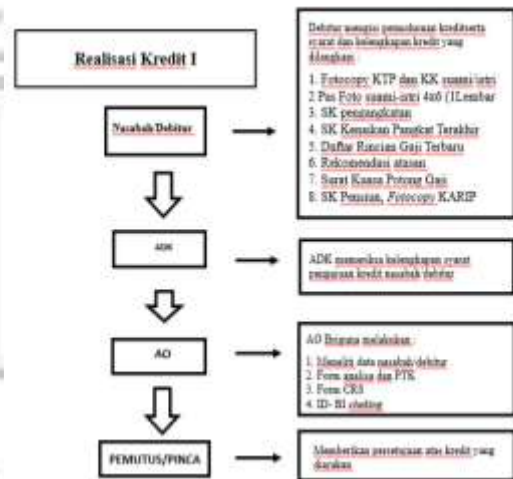 Realisasi Kredit I
Debitur mengisi permohonan kreditserta
syarat dan kelengkapan kredit yang
1. Fotocopy KTP dan KK suami/istri
2 Pas Foto suami-istri 4x6 (1Lembar
3. SK pengangkatan
4. SK Kenaikan Pangkat Terakhir
5. Daftar Rincian Gaji Terbaru
6. Rekomendasi atasan
7. Surat Kuasa Potong Gaji
8. SK Pensiun, Fotocopy KARIP
Nasabah/Debitur
ADK
ADK memeriksa kelengkapan syarat
pengajuan kredit nasabah/debitur
AO
AO Briguna melakukan
1. Meneliti data nasabah/debitur
2. Form analisa dan PTK
3. Form CRS
4. ID- BI
PEMUTUS/PINCA
Memberikan persetujuan atas kredit yang
diajukan